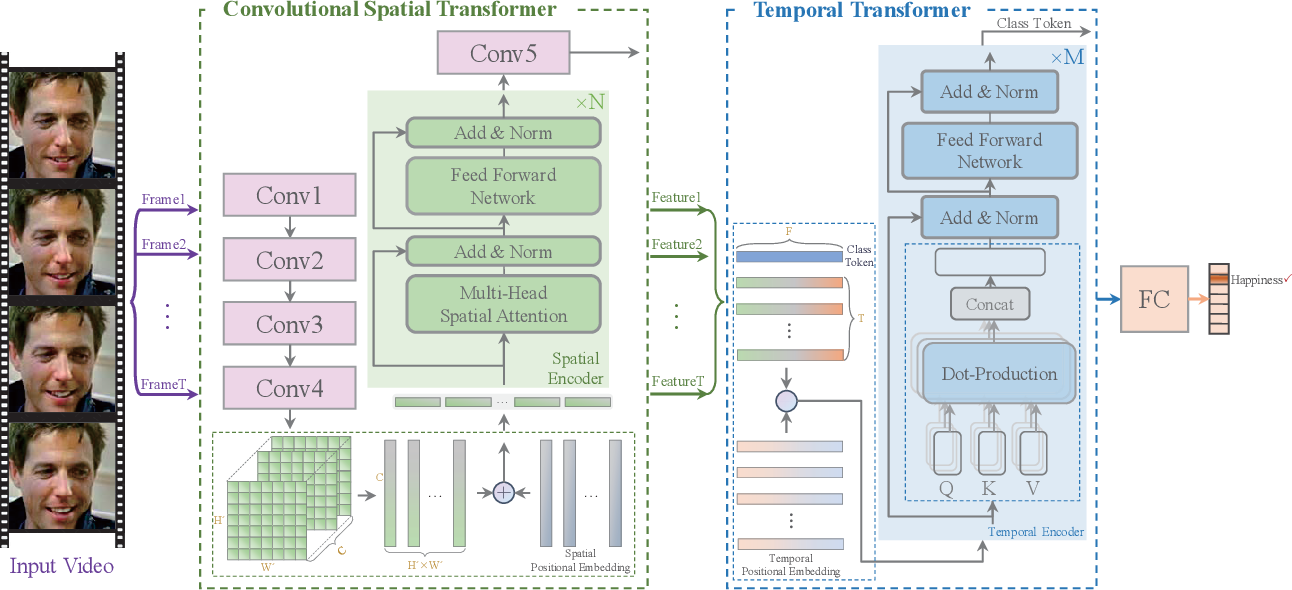 Convolutional Spatial Transformer
Temporal Transformer
Input Video
Frame1
Frame2
⋮
FrameT
Conv1
Conv2
Conv3
Conv4
Conv5
×N
Add & Norm
Feed Forward
Network
Add & Norm
Multi-Head
Spatial Attention
Spatial
Encoder
...
H'
W'
C
C
...
H'×W'
+
...
Spatial
Positional Embedding
Feature1
Feature2
⋮
FeatureT
F
Class
Token
⋮
T
⋮
Temporal
Positional Embedding
Class Token
×M
Add & Norm
Feed Forward
Network
Add & Norm
Concat
Dot-Production
Q K V
Temporal Encoder
FC
Happiness✓